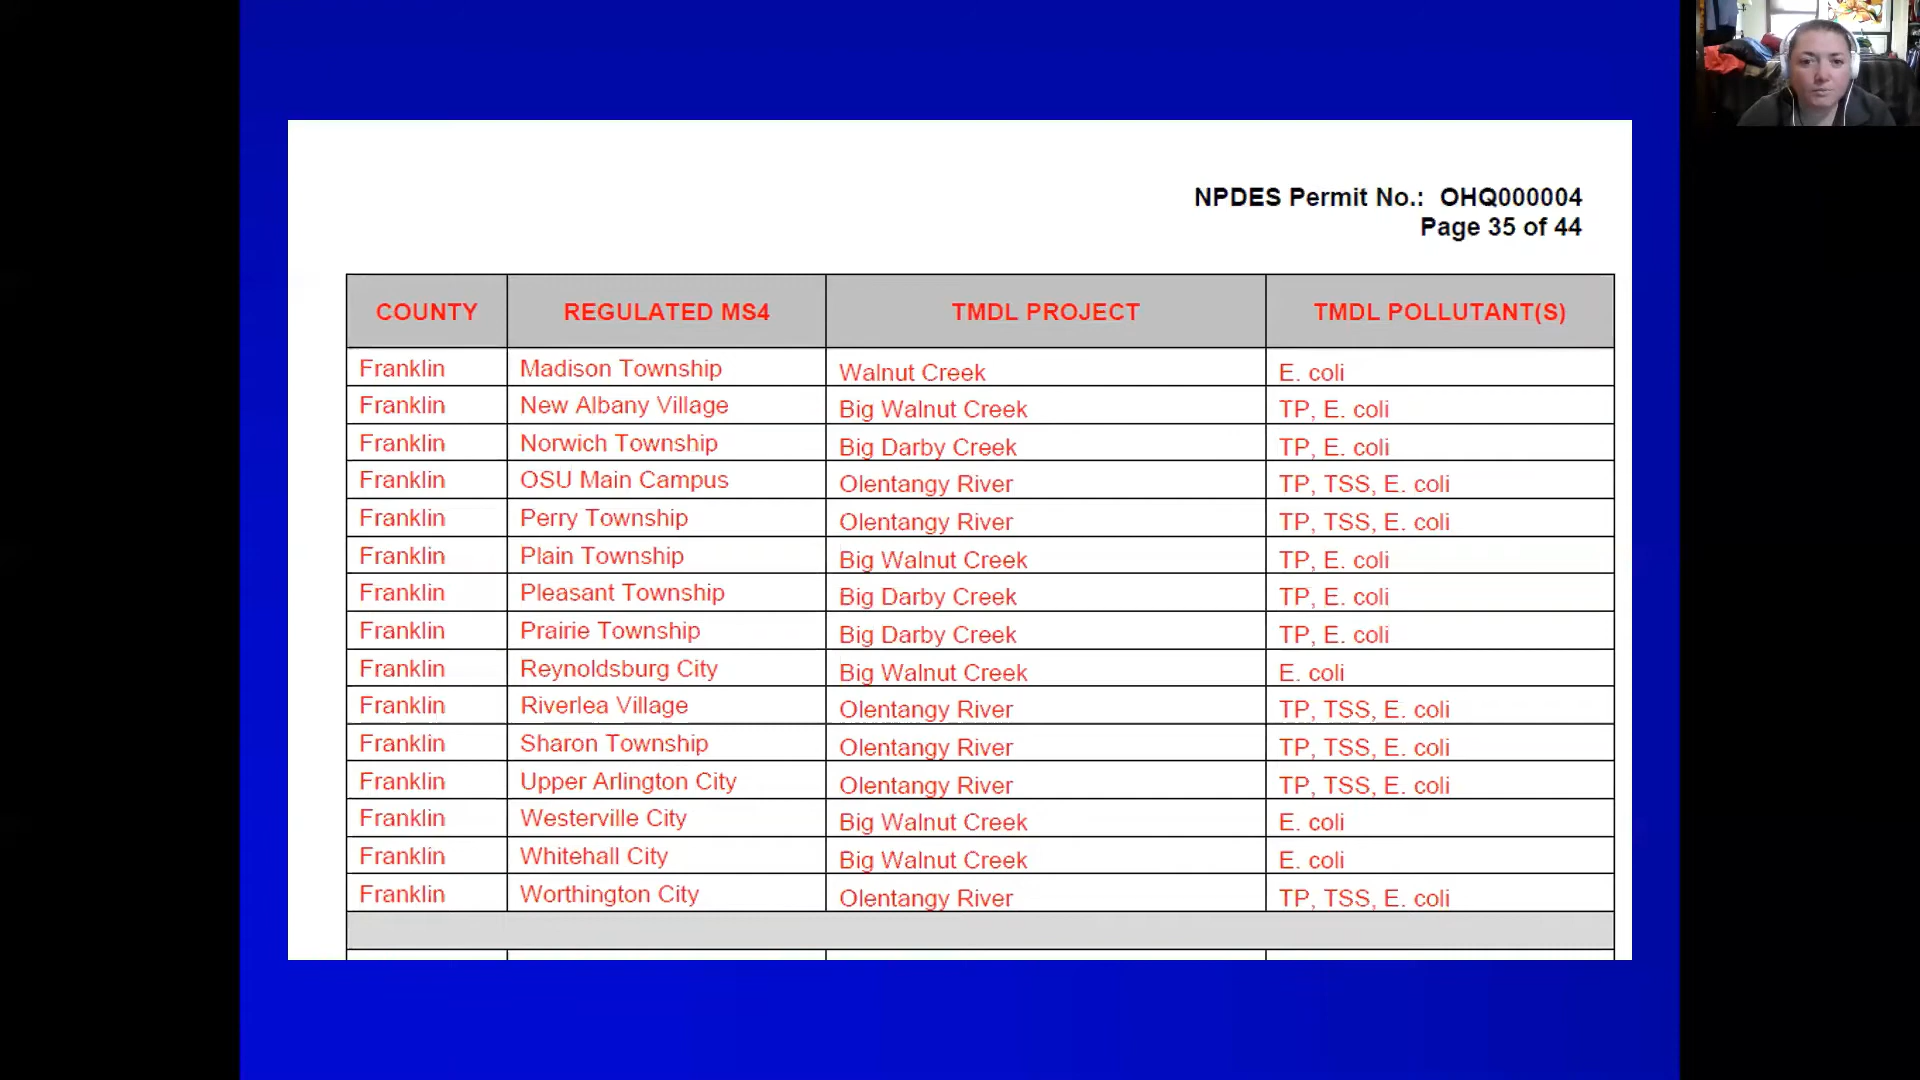 NPDES Permit No.: OHQ000004
Page 35 of 44
COUNTY REGULATED MS4 TMDL PROJECT TMDL POLLUTANT(S)
Franklin Madison Township Walnut Creek E. coli
Franklin New Albany Village Big Walnut Creek TP, E. coli
Franklin Norwich Township Big Darby Creek TP, E. coli
Franklin OSU Main Campus Olentangy River TP, TSS, E. coli
Franklin Perry Township Olentangy River TP, TSS, E. coli
Franklin Plain Township Big Walnut Creek TP, E. coli
Franklin Pleasant Township Big Darby Creek TP, E. coli
Franklin Prairie Township Big Darby Creek TP, E. coli
Franklin Reynoldsburg City Big Walnut Creek E. coli
Franklin Riverlea Village Olentangy River TP, TSS, E. coli
Franklin Sharon Township Olentangy River TP, TSS, E. coli
Franklin Upper Arlington City Olentangy River TP, TSS, E. coli
Franklin Westerville City Big Walnut Creek E. coli
Franklin Whitehall City Big Walnut Creek E. coli
Franklin Worthington City Olentangy River TP, TSS, E. coli